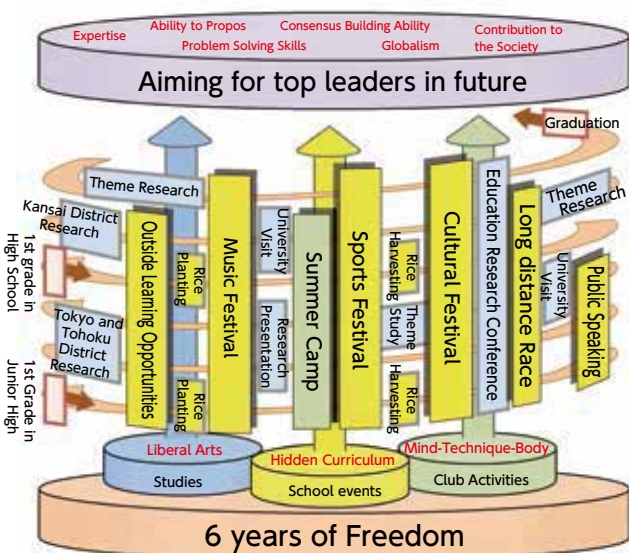 Expertise
Ability to Propos
Consensus Building Ability
Contribution to
the Society
Problem Solving Skills
Globalism
Aiming for top leaders in future
Graduation
Theme Research
Kansai District
Research
1st grade in
High School
Tokyo and
Tohoku
District
Research
1st Grade in
Junior High
Outside Learning Opportunities
Rice
Planting
Rice
Planting
Music Festival
University
Visit
Research
Presentation
Summer Camp
Sports Festival
Rice
Harvesting
Theme
Study
Rice
Harvesting
Cultural Festival
Education Research Conference
Long distance Race
Theme
Research
University
Visit
Public Speaking
Liberal Arts
Studies
Hidden Curriculum
School events
Mind-Technique-Body
Club Activities
6 years of Freedom